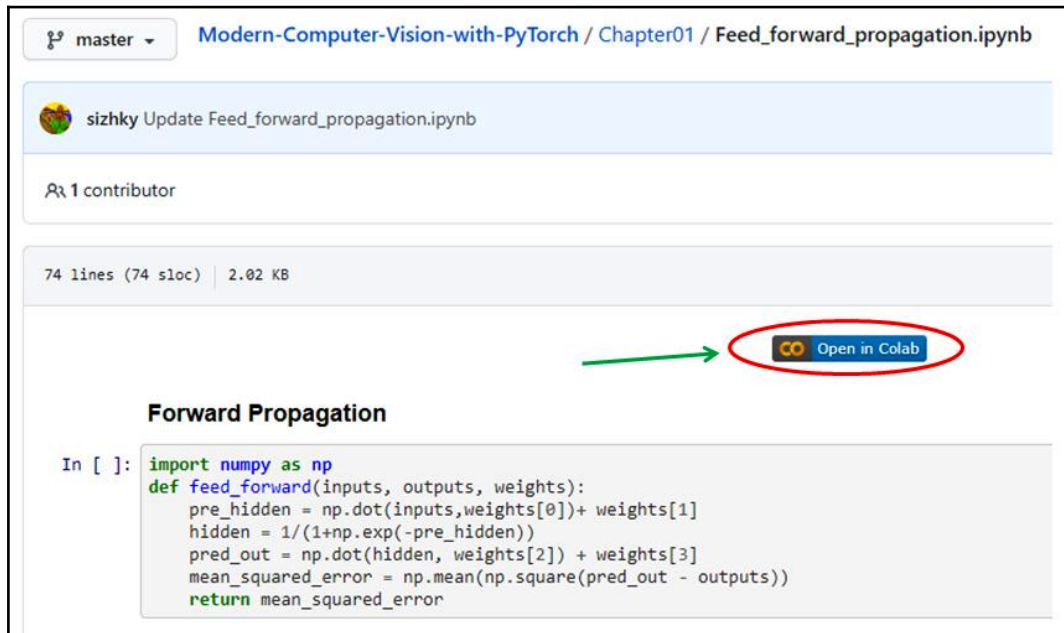 master
Modern-Computer-Vision-with-PyTorch / Chapter01 / Feed_forward_propagation.ipynb
sizhky Update Feed_forward_propagation.ipynb
1 contributor
74 lines (74 sloc) | 2.02 KB
CO Open in Colab
Forward Propagation
In [ ]: import numpy as np
def feed_forward(inputs, outputs, weights):
    pre_hidden = np.dot(inputs,weights[0])+ weights[1]
    hidden = 1/(1+np.exp(-pre_hidden))
    pred_out = np.dot(hidden, weights[2]) + weights[3]
    mean_squared_error = np.mean(np.square(pred_out - outputs))
    return mean_squared_error